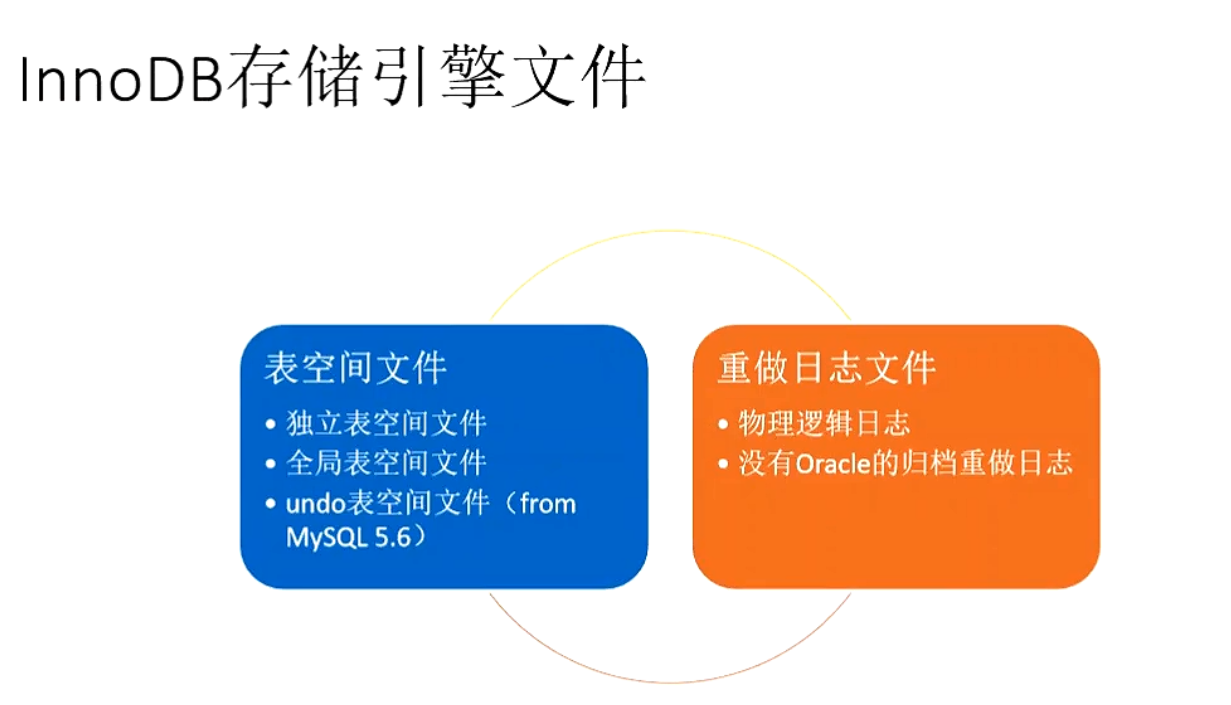 InnoDB存储引擎文件
表空间文件
• 独立表空间文件
• 全局表空间文件
• undo表空间文件（from
MySQL 5.6）
重做日志文件
• 物理逻辑日志
• 没有Oracle的归档重做日志